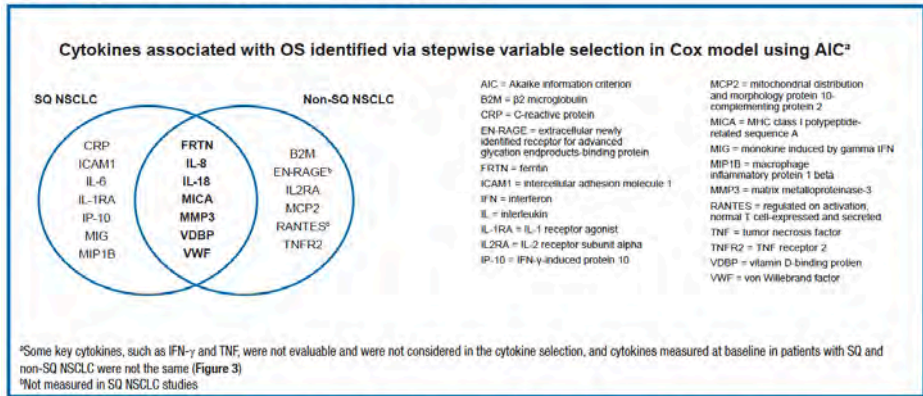 Cytokines associated with OS identified via stepwise variable selection in Cox model using AICᵃ
SQ NSCLC
Non-SQ NSCLC
CRP
ICAM1
IL-6
IL-1RA
IP-10
MIG
MIP1B
FRTN
IL-8
IL-18
MICA
MMP3
VDBP
VWF
B2M
EN-RAGEᵇ
IL2RA
MCP2
RANTESᵇ
TNFR2
AIC = Akaike information criterion
B2M = β2 microglobulin
CRP = C-reactive protein
EN-RAGE = extracellular newly
identified receptor for advanced
glycation endproducts-binding protein
FRTN = ferritin
ICAM1 = intercellular adhesion molecule 1
IFN = interferon
IL = interleukin
IL-1RA = IL-1 receptor agonist
IL2RA = IL-2 receptor subunit alpha
IP-10 = IFN-γ-induced protein 10
MCP2 = mitochondrial distribution
and morphology protein 10-
complementing protein 2
MICA = MHC class I polypeptide-
related sequence A
MIG = monokine induced by gamma IFN
MIP1B = macrophage
inflammatory protein 1 beta
MMP3 = matrix metalloproteinase-3
RANTES = regulated on activation,
normal T cell-expressed and secreted
TNF = tumor necrosis factor
TNFR2 = TNF receptor 2
VDBP = vitamin D-binding protien
VWF = von Willebrand factor
ᵃSome key cytokines, such as IFN-γ and TNF, were not evaluable and were not considered in the cytokine selection, and cytokines measured at baseline in patients with SQ and
non-SQ NSCLC were not the same (Figure 3)
ᵇNot measured in SQ NSCLC studies